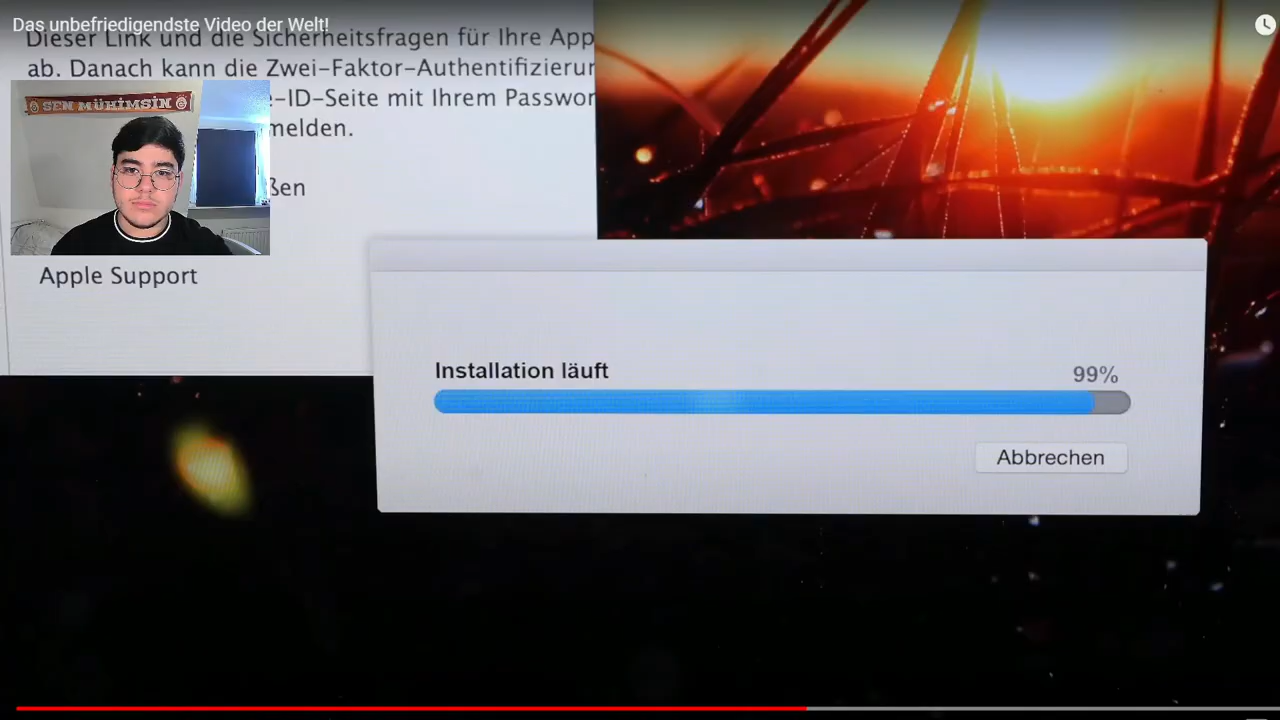 Das unbefriedigendste Video der Welt!
Dieser Link und die Sicherheitsfragen für Ihre App
ab. Danach kann die Zwei-Faktor-Authentifizierun
SEN MÜHİMSİN
e-ID-Seite mit Ihrem Passwor
melden.
ßen
Apple Support
Installation läuft
99%
Abbrechen